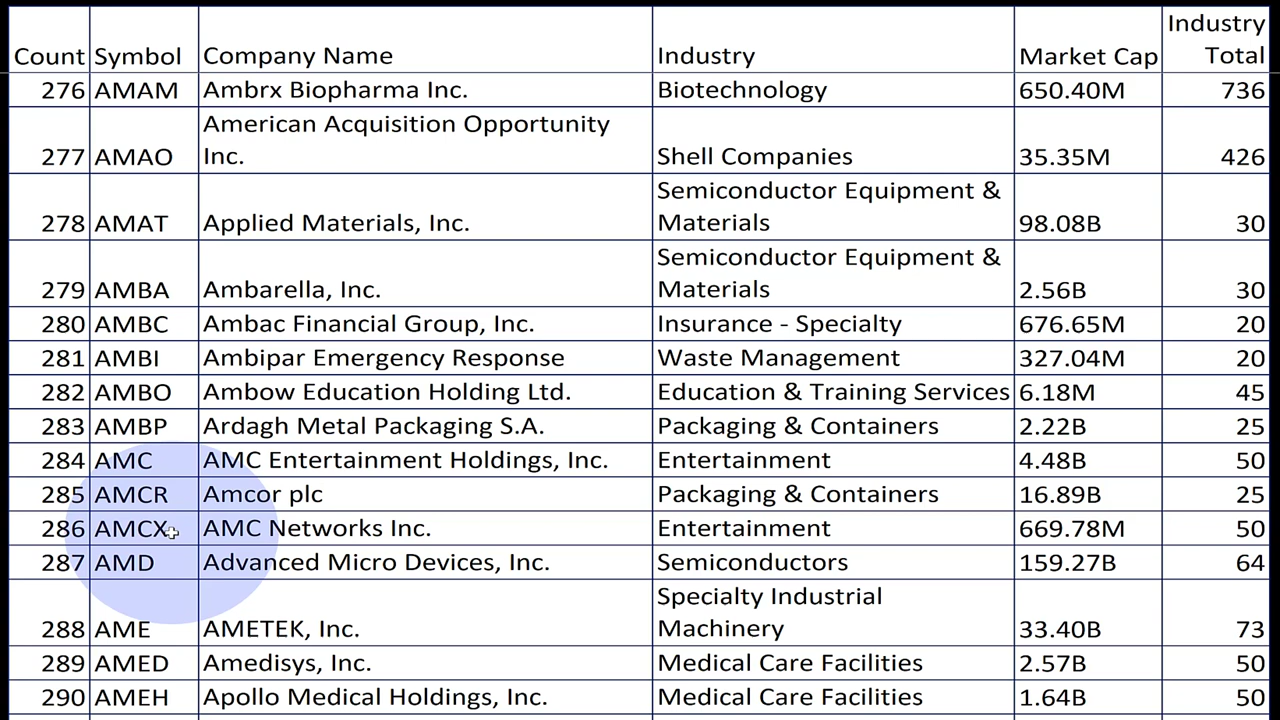 Count Symbol Company Name Industry Market Cap Industry Total
276 AMAM Ambrx Biopharma Inc. Biotechnology 650.40M 736
American Acquisition Opportunity
277 AMAO Inc. Shell Companies 35.35M 426
Semiconductor Equipment &
278 AMAT Applied Materials, Inc. Materials 98.08B 30
Semiconductor Equipment &
279 AMBA Ambarella, Inc. Materials 2.56B 30
280 AMBC Ambac Financial Group, Inc. Insurance - Specialty 676.65M 20
281 AMBI Ambipar Emergency Response Waste Management 327.04M 20
282 AMBO Ambow Education Holding Ltd. Education & Training Services 6.18M 45
283 AMBP Ardagh Metal Packaging S.A. Packaging & Containers 2.22B 25
284 AMC AMC Entertainment Holdings, Inc. Entertainment 4.48B 50
285 AMCR Amcor plc Packaging & Containers 16.89B 25
286 AMCX AMC Networks Inc. Entertainment 669.78M 50
287 AMD Advanced Micro Devices, Inc. Semiconductors 159.27B 64
Specialty Industrial
288 AME AMETEK, Inc. Machinery 33.40B 73
289 AMED Amedisys, Inc. Medical Care Facilities 2.57B 50
290 AMEH Apollo Medical Holdings, Inc. Medical Care Facilities 1.64B 50